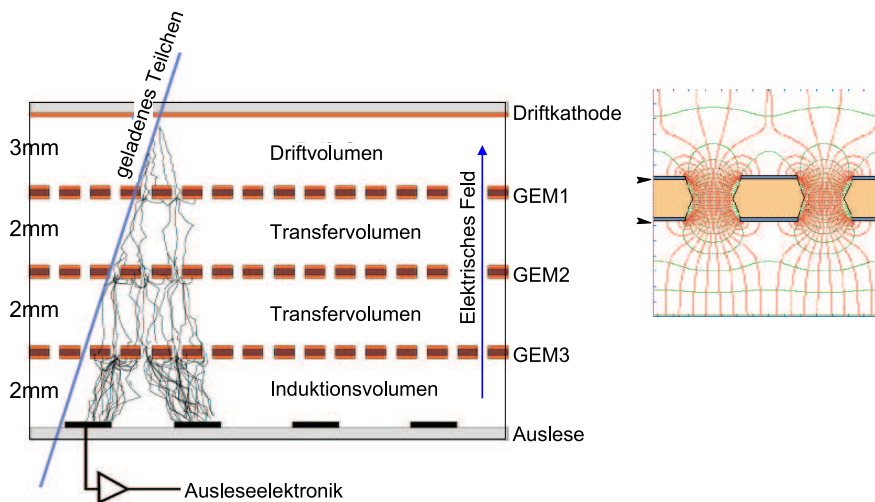 geladenes Teilchen
Driftkathode
3mm
Driftvolumen
GEM1
2mm
Transfervolumen
Elektrisches Feld
GEM2
2mm
Transfervolumen
GEM3
2mm
Induktionsvolumen
Auslese
Ausleseelektronik